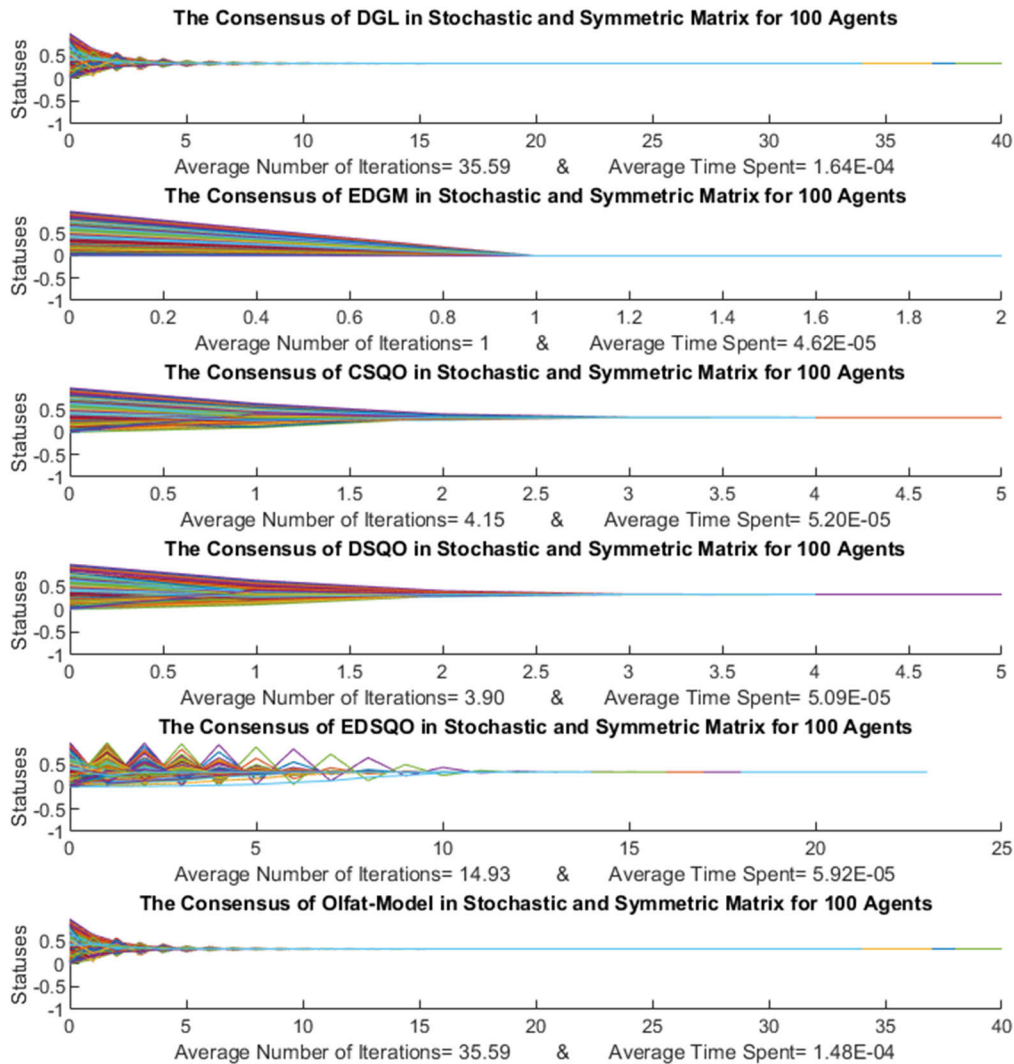 The Consensus of DGL in Stochastic and Symmetric Matrix for 100 Agents
Statuses
0.5
0
-0.5
-1
0 5 10 15 20 25 30 35 40
Average Number of Iterations= 35.59 & Average Time Spent= 1.64E-04
The Consensus of EDGM in Stochastic and Symmetric Matrix for 100 Agents
Statuses
0.5
0
-0.5
-1
0 0.2 0.4 0.6 0.8 1 1.2 1.4 1.6 1.8 2
Average Number of Iterations= 1 & Average Time Spent= 4.62E-05
The Consensus of CSQO in Stochastic and Symmetric Matrix for 100 Agents
Statuses
0.5
0
-0.5
-1
0 0.5 1 1.5 2 2.5 3 3.5 4 4.5 5
Average Number of Iterations= 4.15 & Average Time Spent= 5.20E-05
The Consensus of DSQO in Stochastic and Symmetric Matrix for 100 Agents
Statuses
0.5
0
-0.5
-1
0 0.5 1 1.5 2 2.5 3 3.5 4 4.5 5
Average Number of Iterations= 3.90 & Average Time Spent= 5.09E-05
The Consensus of EDSQO in Stochastic and Symmetric Matrix for 100 Agents
Statuses
0.5
0
-0.5
-1
0 5 10 15 20 25
Average Number of Iterations= 14.93 & Average Time Spent= 5.92E-05
The Consensus of Olfat-Model in Stochastic and Symmetric Matrix for 100 Agents
Statuses
0.5
0
-0.5
-1
0 5 10 15 20 25 30 35 40
Average Number of Iterations= 35.59 & Average Time Spent= 1.48E-04